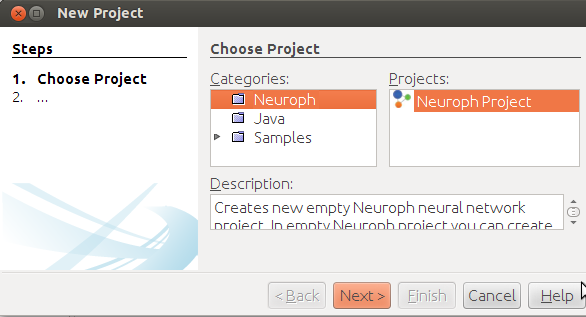 New Project
Steps
1. Choose Project
2. ...
Choose Project
Categories:
Neuroph
Java
Samples
Projects:
Neuroph Project
Description:
Creates new empty Neuroph neural network
project. In empty Neuroph project you can create
< Back
Next >
Finish
Cancel
Help